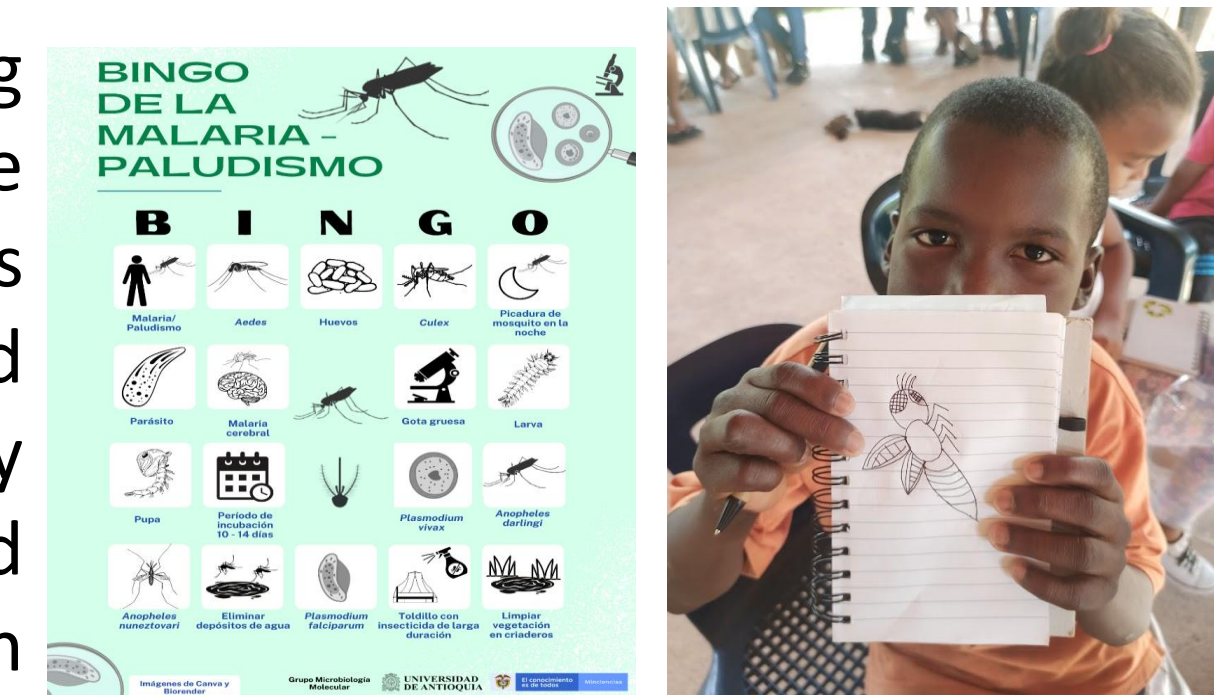 g
e
s
d
y
d
n
BINGO
DE LA
MALARIA -
PALUDISMO
B I N G O
Malaria/
Paludismo
Aedes
Huevos
Culex
Picadura de
mosquito en la
noche
Parásito
Malaria
cerebral
Gota gruesa
Larva
Pupa
Período de
incubación
10 - 14 días
Plasmodium
vivax
Anopheles
darlingi
Anopheles
nuneztovari
Eliminar
depósitos de agua
Plasmodium
falciparum
Toldillo con
insecticida de larga
duración
Limpiar
vegetación
en criaderos
Imágenes de Canva y
Biorender
Grupo Microbiología
Molecular
UNIVERSIDAD
DE ANTIOQUIA
El conocimiento
es de todos
Minciencias